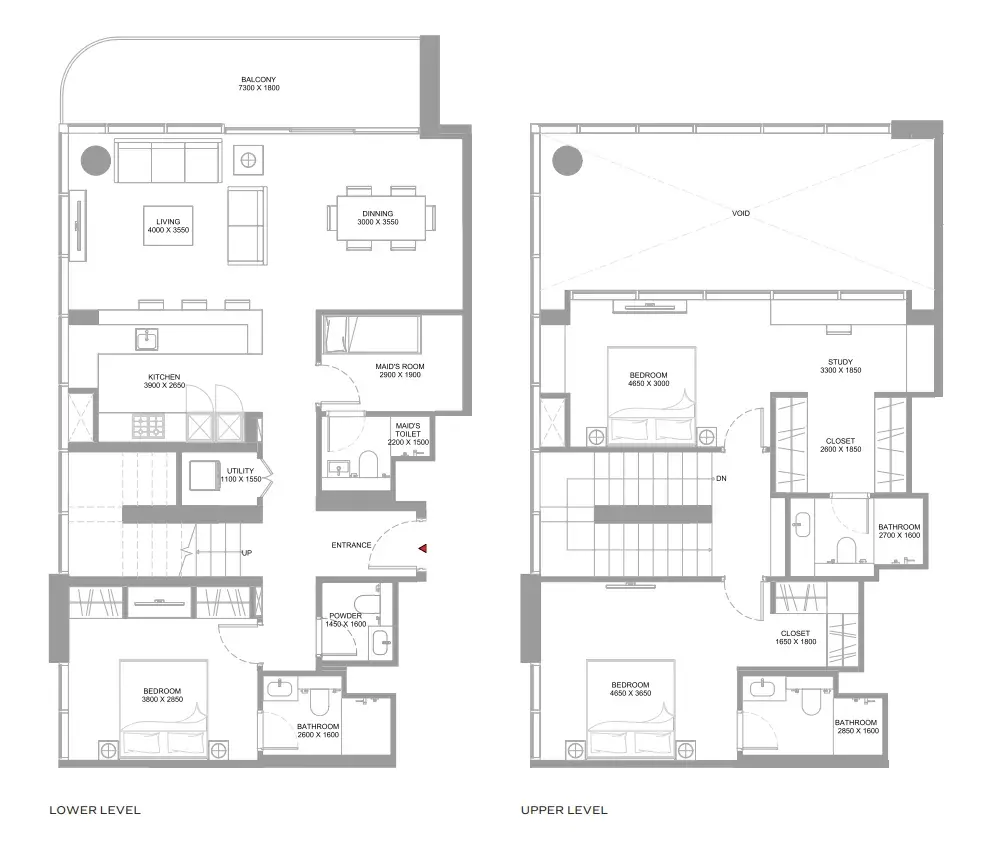 BALCONY
7300 X 1800
LIVING
4000 X 3550
DINNING
3000 X 3550
KITCHEN
3900 X 2650
MAID'S ROOM
2900 X 1900
MAID'S
TOILET
2200 X 1500
UTILITY
1100 X 1550
UP
ENTRANCE
POWDER
1450 X 1600
BEDROOM
3800 X 2850
BATHROOM
2600 X 1600
LOWER LEVEL
VOID
BEDROOM
4650 X 3000
STUDY
3300 X 1850
CLOSET
2600 X 1850
DN
BATHROOM
2700 X 1600
CLOSET
1650 X 1800
BEDROOM
4650 X 3650
BATHROOM
2850 X 1600
UPPER LEVEL